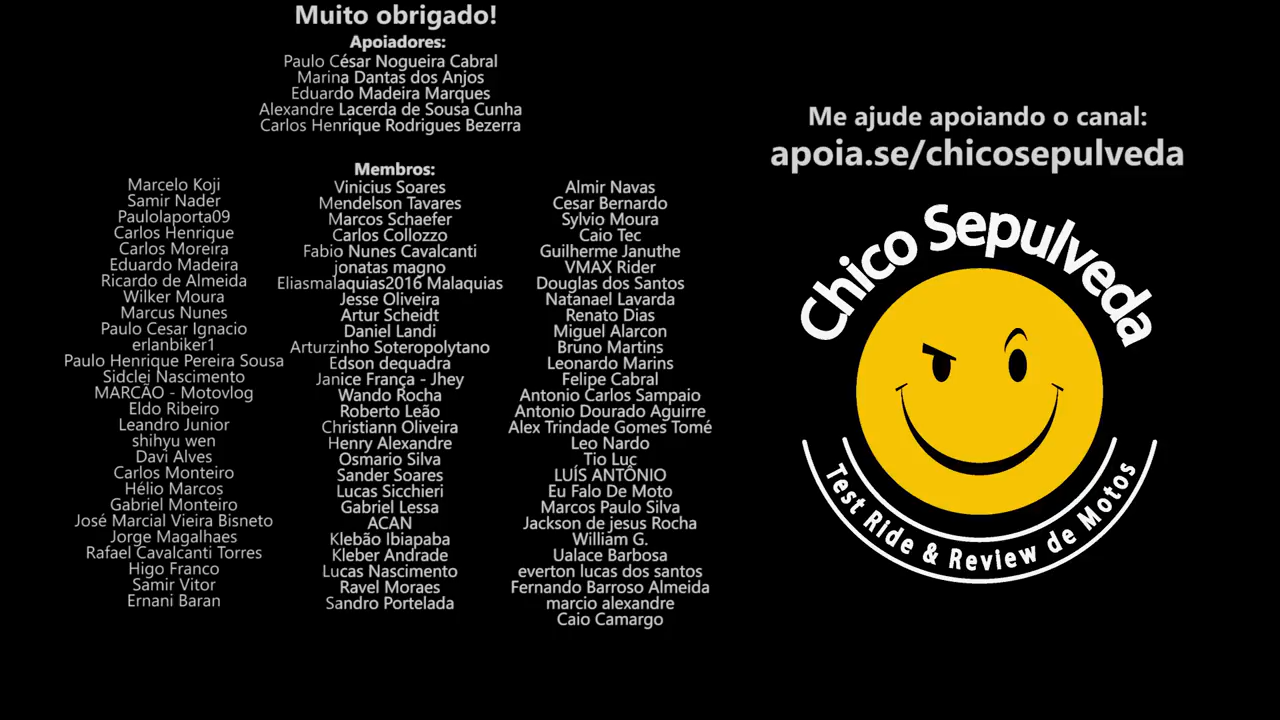 Muito obrigado!
Apoiadores:
Paulo César Nogueira Cabral
Marina Dantas dos Anjos
Eduardo Madeira Marques
Alexandre Lacerda de Sousa Cunha
Carlos Henrique Rodrigues Bezerra
Membros:
Marcelo Koji
Samir Nader
Paulolaporta09
Carlos Henrique
Carlos Moreira
Eduardo Madeira
Ricardo de Almeida
Wilker Moura
Marcus Nunes
Paulo Cesar Ignacio
erlanbiker1
Paulo Henrique Pereira Sousa
Sidclei Nascimento
MARCÃO - Motovlog
Eldo Ribeiro
Leandro Junior
shihyu wen
Davi Alves
Carlos Monteiro
Hélio Marcos
Gabriel Monteiro
José Marcial Vieira Bisneto
Jorge Magalhaes
Rafael Cavalcanti Torres
Higo Franco
Samir Vitor
Ernani Baran
Vinicius Soares
Mendelson Tavares
Marcos Schaefer
Carlos Collozzo
Fabio Nunes Cavalcanti
jonatas magno
Eliasmalaquias2016 Malaquias
Jesse Oliveira
Artur Scheidt
Daniel Landi
Arturzinho Soteropolytano
Edson dequadra
Janice França - Jhey
Wando Rocha
Roberto Leão
Christiann Oliveira
Henry Alexandre
Osmario Silva
Sander Soares
Lucas Sicchieri
Gabriel Lessa
ACAN
Klebão Ibiapaba
Kleber Andrade
Lucas Nascimento
Ravel Moraes
Sandro Portelada
Almir Navas
Cesar Bernardo
Sylvio Moura
Caio Tec
Guilherme Januthe
VMAX Rider
Douglas dos Santos
Natanael Lavarda
Renato Dias
Miguel Alarcon
Bruno Martins
Leonardo Marins
Felipe Cabral
Antonio Carlos Sampaio
Antonio Dourado Aguirre
Alex Trindade Gomes Tomé
Leo Nardo
Tio Luc
LUÍS ANTÔNIO
Eu Falo De Moto
Marcos Paulo Silva
Jackson de jesus Rocha
William G.
Ualace Barbosa
everton lucas dos santos
Fernando Barroso Almeida
marcio alexandre
Caio Camargo
Me ajude apoiando o canal:
apoia.se/chicosepulveda
Chico Sepulveda
Test Ride & Review de Motos